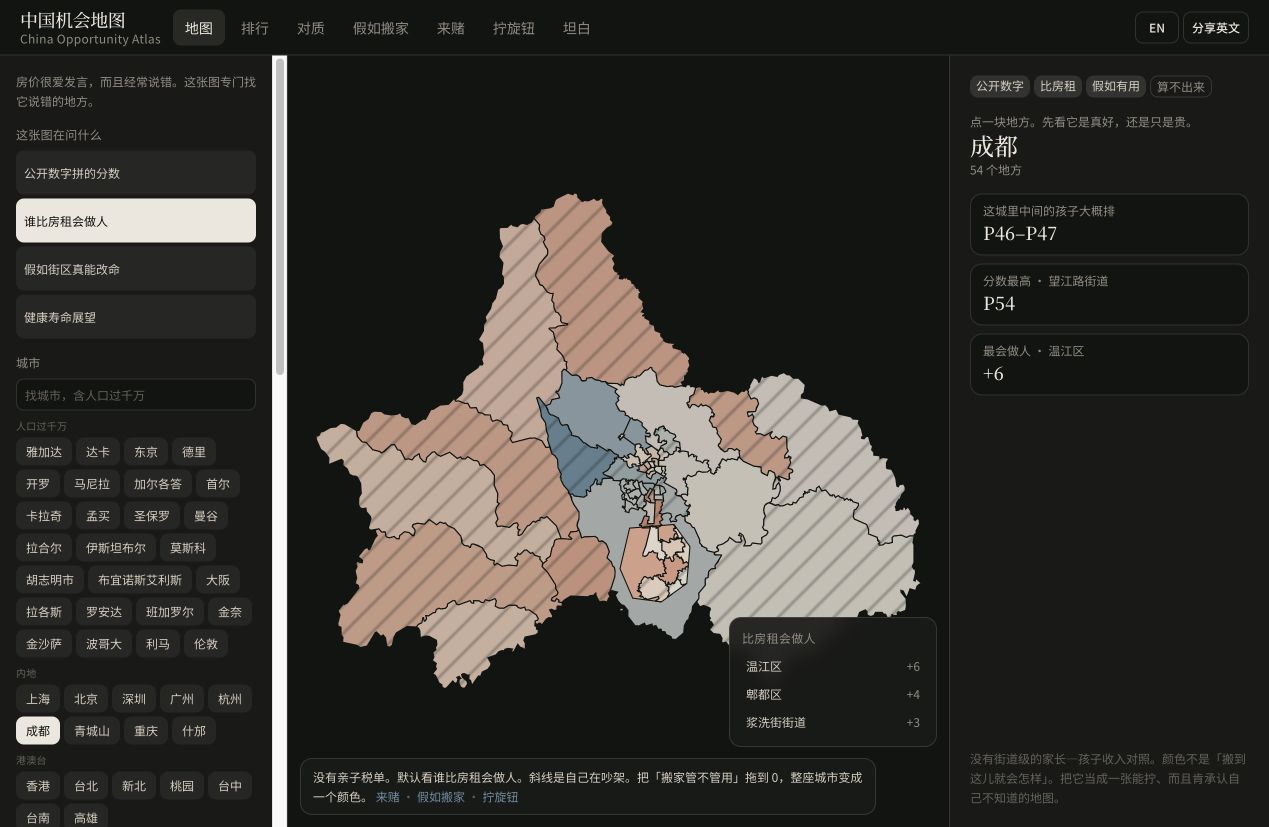 中国机会地图
China Opportunity Atlas
地图
排行
对质
假如搬家
来赌
拧旋钮
坦白
EN
分享英文
房价很爱发言，而且经常说错。这张图专门找
它说错的地方。
这张图在问什么
公开数字拼的分数
谁比房租会做人
假如街区真能改命
健康寿命展望
城市
找城市，含人口过千万
人口过千万
雅加达 达卡 东京 德里
开罗 马尼拉 加尔各答 首尔
卡拉奇 孟买 圣保罗 曼谷
拉合尔 伊斯坦布尔 莫斯科
胡志明市 布宜诺斯艾利斯 大阪
拉各斯 罗安达 班加罗尔 金奈
金沙萨 波哥大 利马 伦敦
内地
上海 北京 深圳 广州 杭州
成都 青城山 重庆 什邡
港澳台
香港 台北 新北 桃园 台中
台南 高雄
比房租会做人
温江区 +6
郫都区 +4
浆洗街街道 +3
没有亲子税单。默认看谁比房租会做人。斜线是自己在吵架。把「搬家管不管用」拖到 0，整座城市变成
一个颜色。 来赌 · 假如搬家 · 拧旋钮
公开数字 比房租 假如有用 算不出来
点一块地方。先看它是真好，还是只是贵。
成都
54 个地方
这城里中间的孩子大概排
P46–P47
分数最高 · 望江路街道
P54
最会做人 · 温江区
+6
没有街道级的家长—孩子收入对照。颜色不是「搬到
这儿就会怎样」。把它当成一张能拧、而且肯承认自
己不知道的地图。